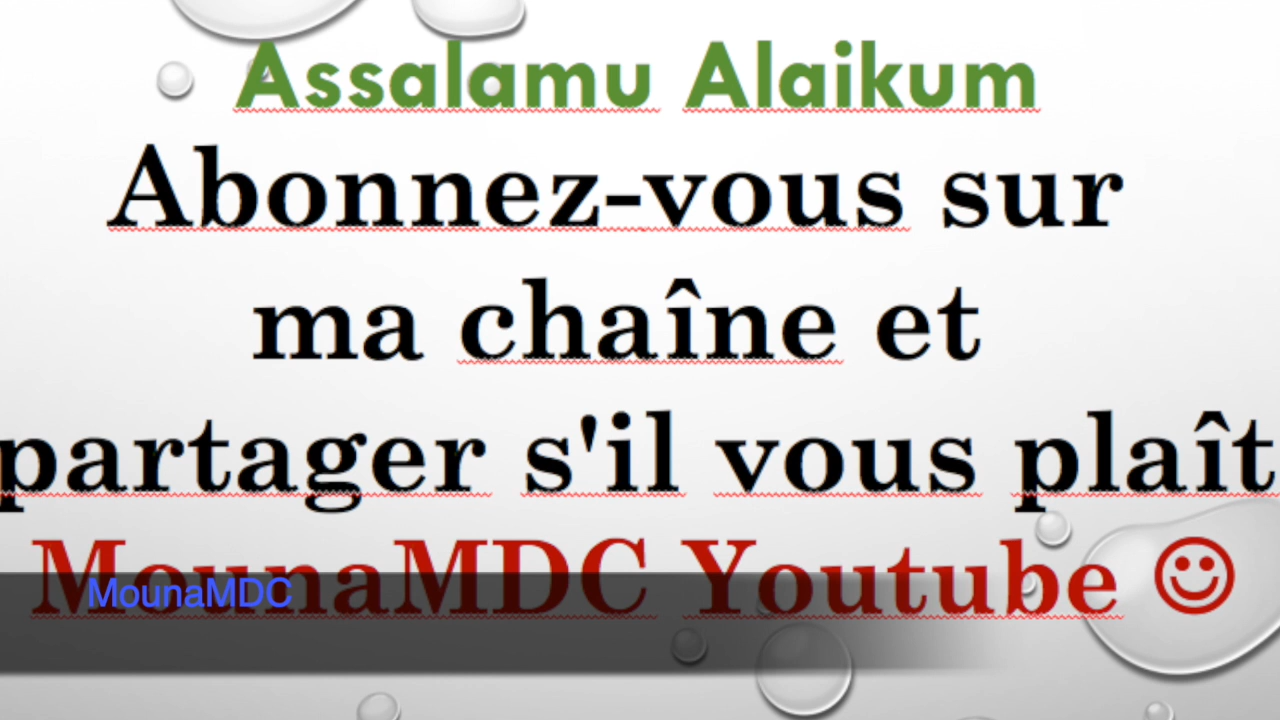 Assalamu Alaikum
Abonnez-vous sur
ma chaîne et
partager s'il vous plaît
MounaMDC Youtube ☺
MounaMDC